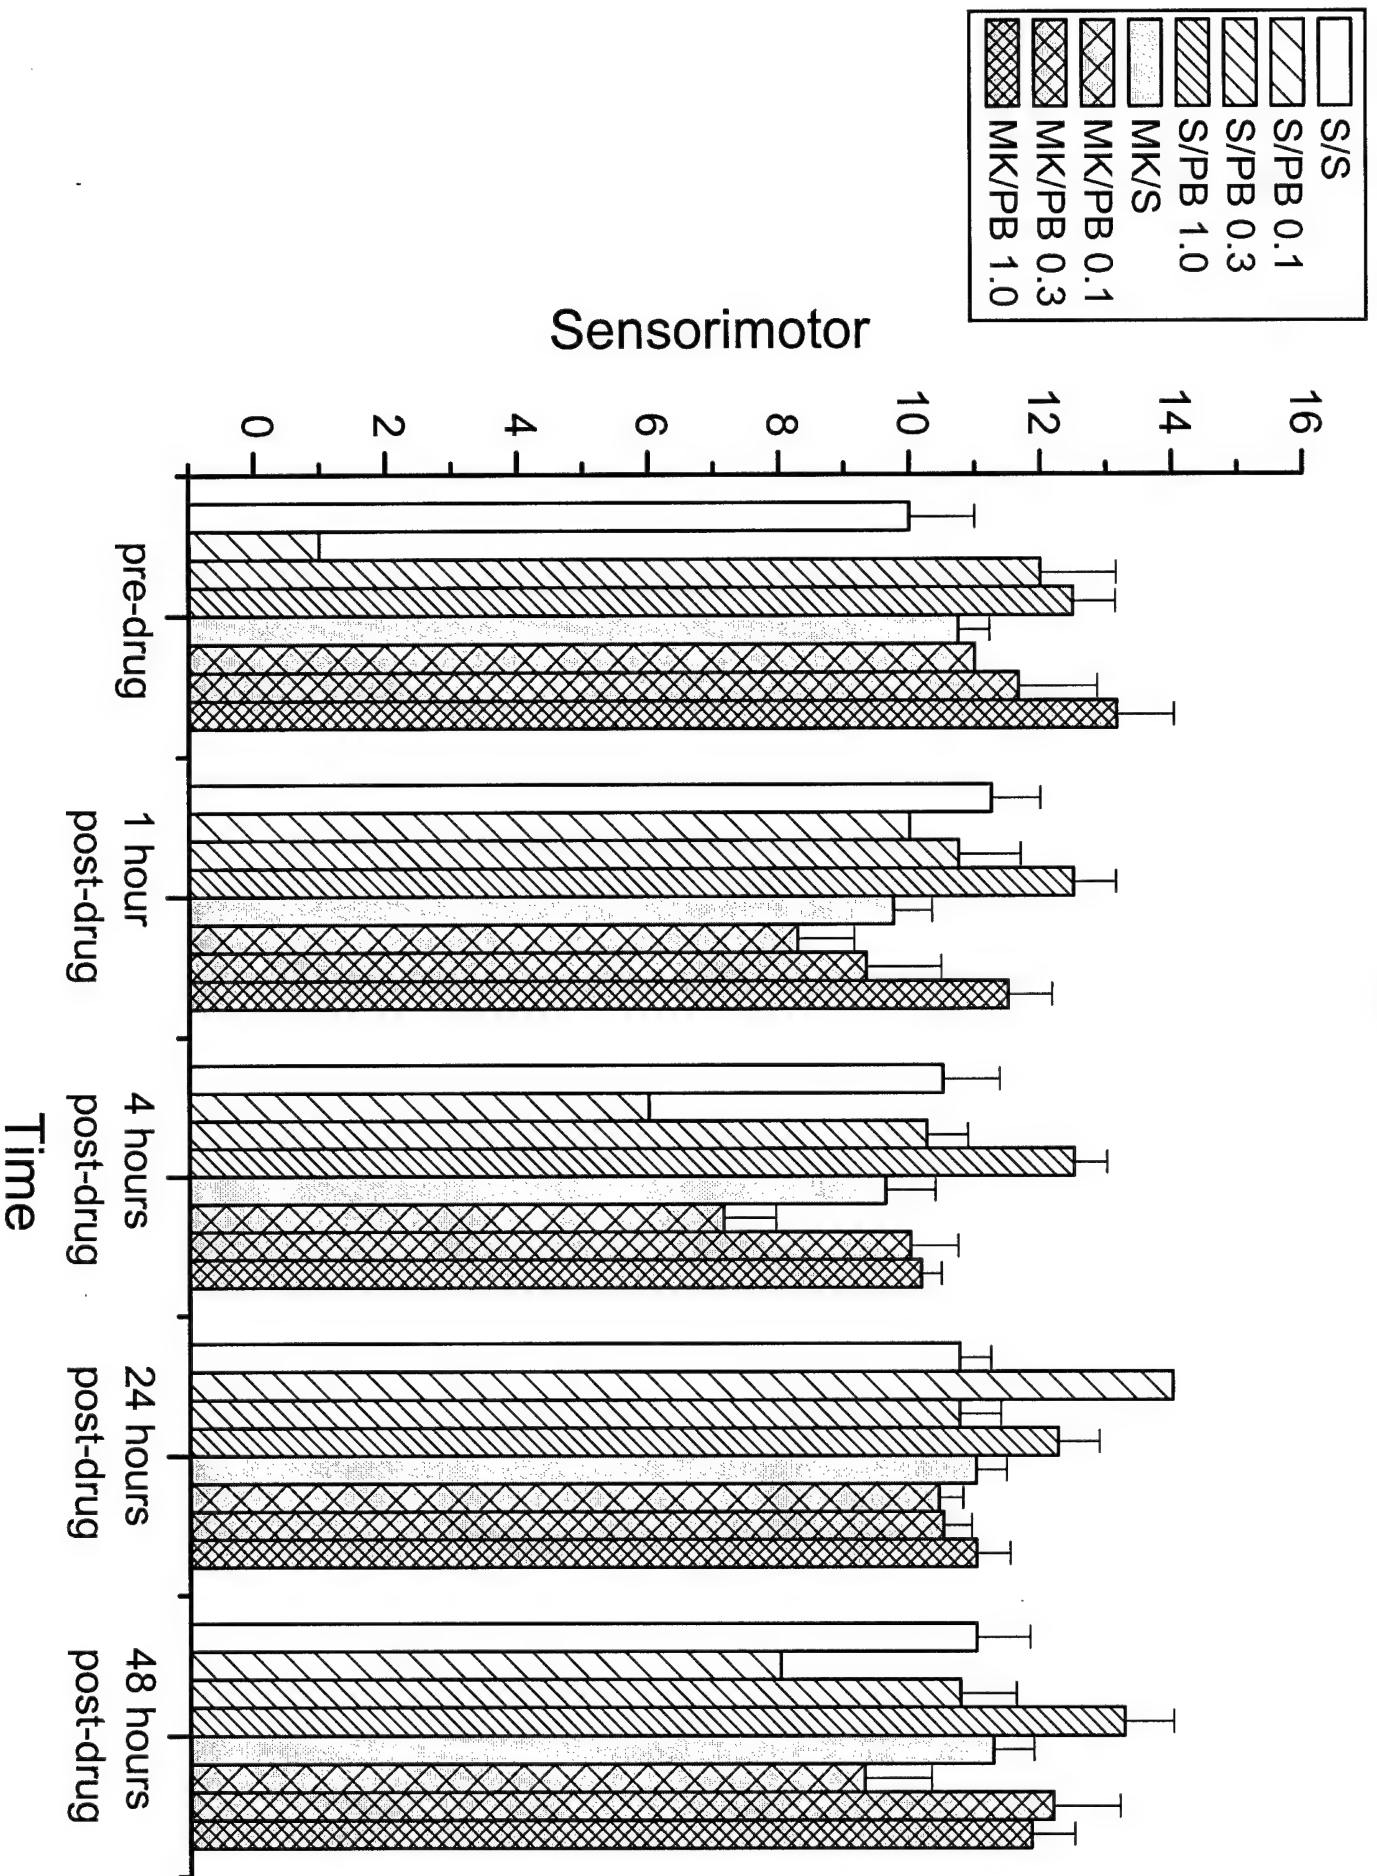 S/S
S/PB 0.1
S/PB 0.3
S/PB 1.0
MK/S
MK/PB 0.1
MK/PB 0.3
MK/PB 1.0
Sensorimotor
16
14
12
10
8
6
4
2
0
pre-drug
1 hour
post-drug
4 hours
post-drug
24 hours
post-drug
48 hours
post-drug
Time